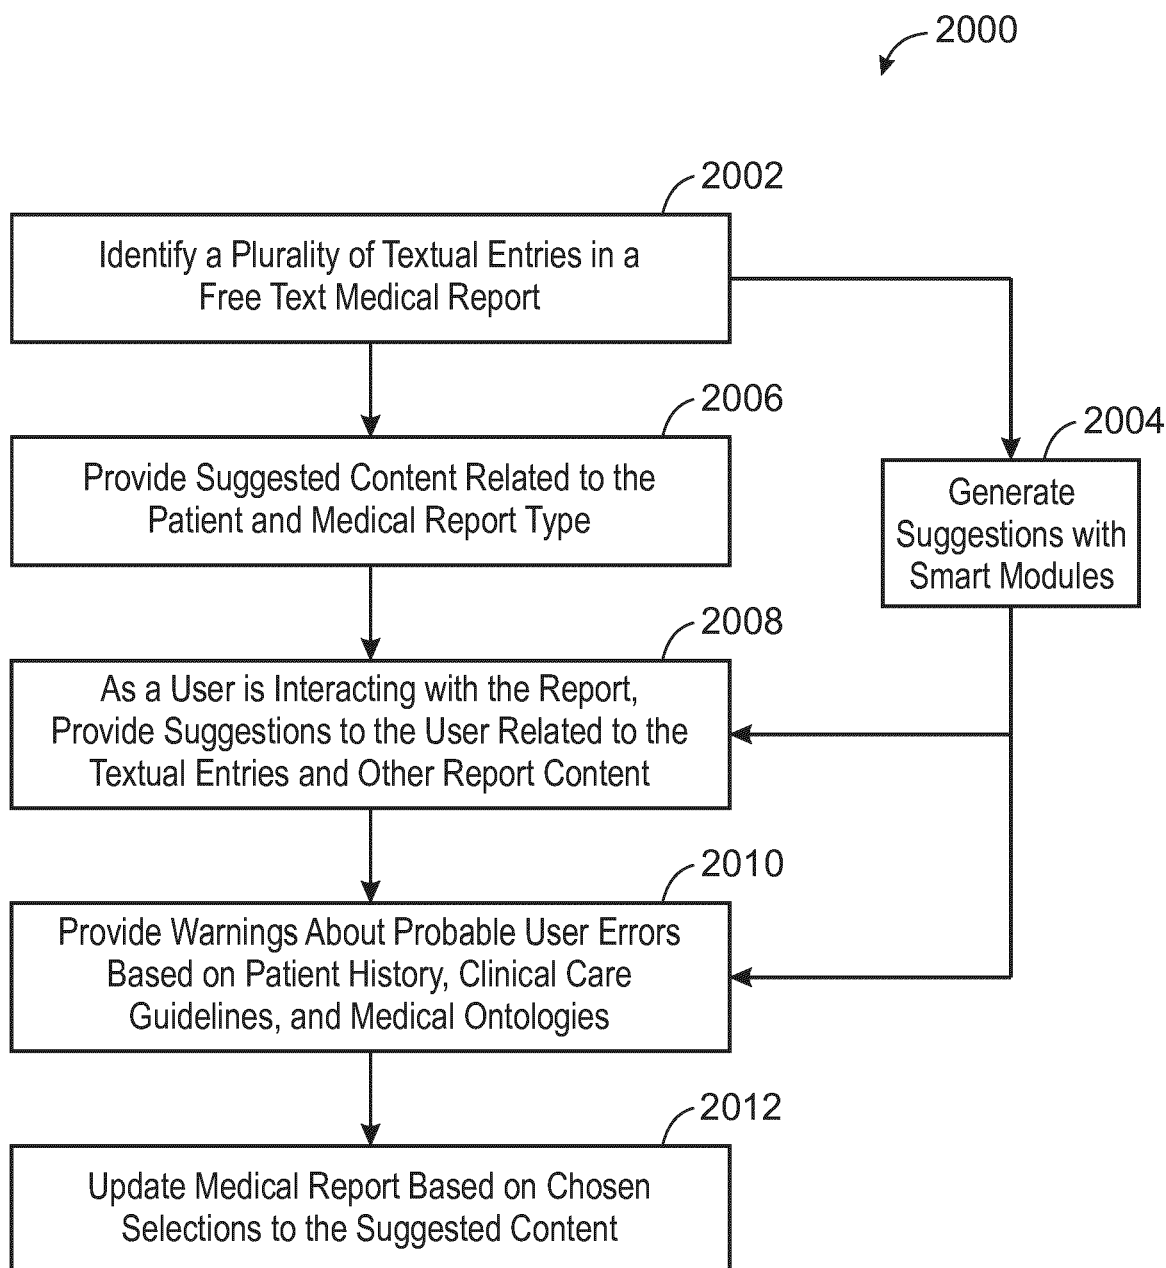 2000
2002
Identify a Plurality of Textual Entries in a
Free Text Medical Report
2006
Provide Suggested Content Related to the
Patient and Medical Report Type
2004
Generate
Suggestions with
Smart Modules
2008
As a User is Interacting with the Report,
Provide Suggestions to the User Related to the
Textual Entries and Other Report Content
2010
Provide Warnings About Probable User Errors
Based on Patient History, Clinical Care
Guidelines, and Medical Ontologies
2012
Update Medical Report Based on Chosen
Selections to the Suggested Content